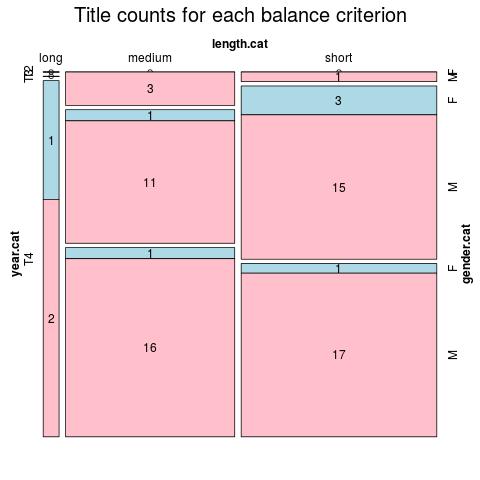 Title counts for each balance criterion
length.cat
long medium short
3 1 M
1 3 F
1
11 15 M
year.cat
T4
gender.cat
1 1 F
2
16 17 M